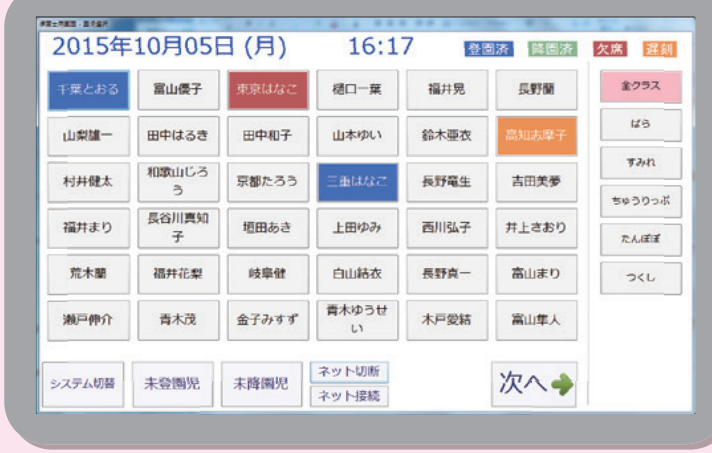 2015年10月05日 (月) 16:17 登園済 降園済 欠席 遅刻
千葉とおる 富山優子 東京はなこ 樋口一葉 福井晃 長野蘭 全クラス
山梨雄一 田中はるき 田中和子 山本ゆい 鈴木亜衣 高知志摩子 ばら
村井健太 和歌山じろう 京都たろう 三重はなこ 長野竜生 吉田美夢 すみれ
福井まり 長谷川真知子 垣田あき 上田ゆみ 西川弘子 井上さおり ちゅうりっぷ
荒木蘭 福井花梨 岐阜健 白山結衣 長野真一 富山まり たんぽぽ
瀬戸伸介 青木茂 金子みすず 青木ゆうせい 木戸愛結 富山隼人 つくし
システム切替 未登園児 未降園児 ネット切断 次へ
ネット接続